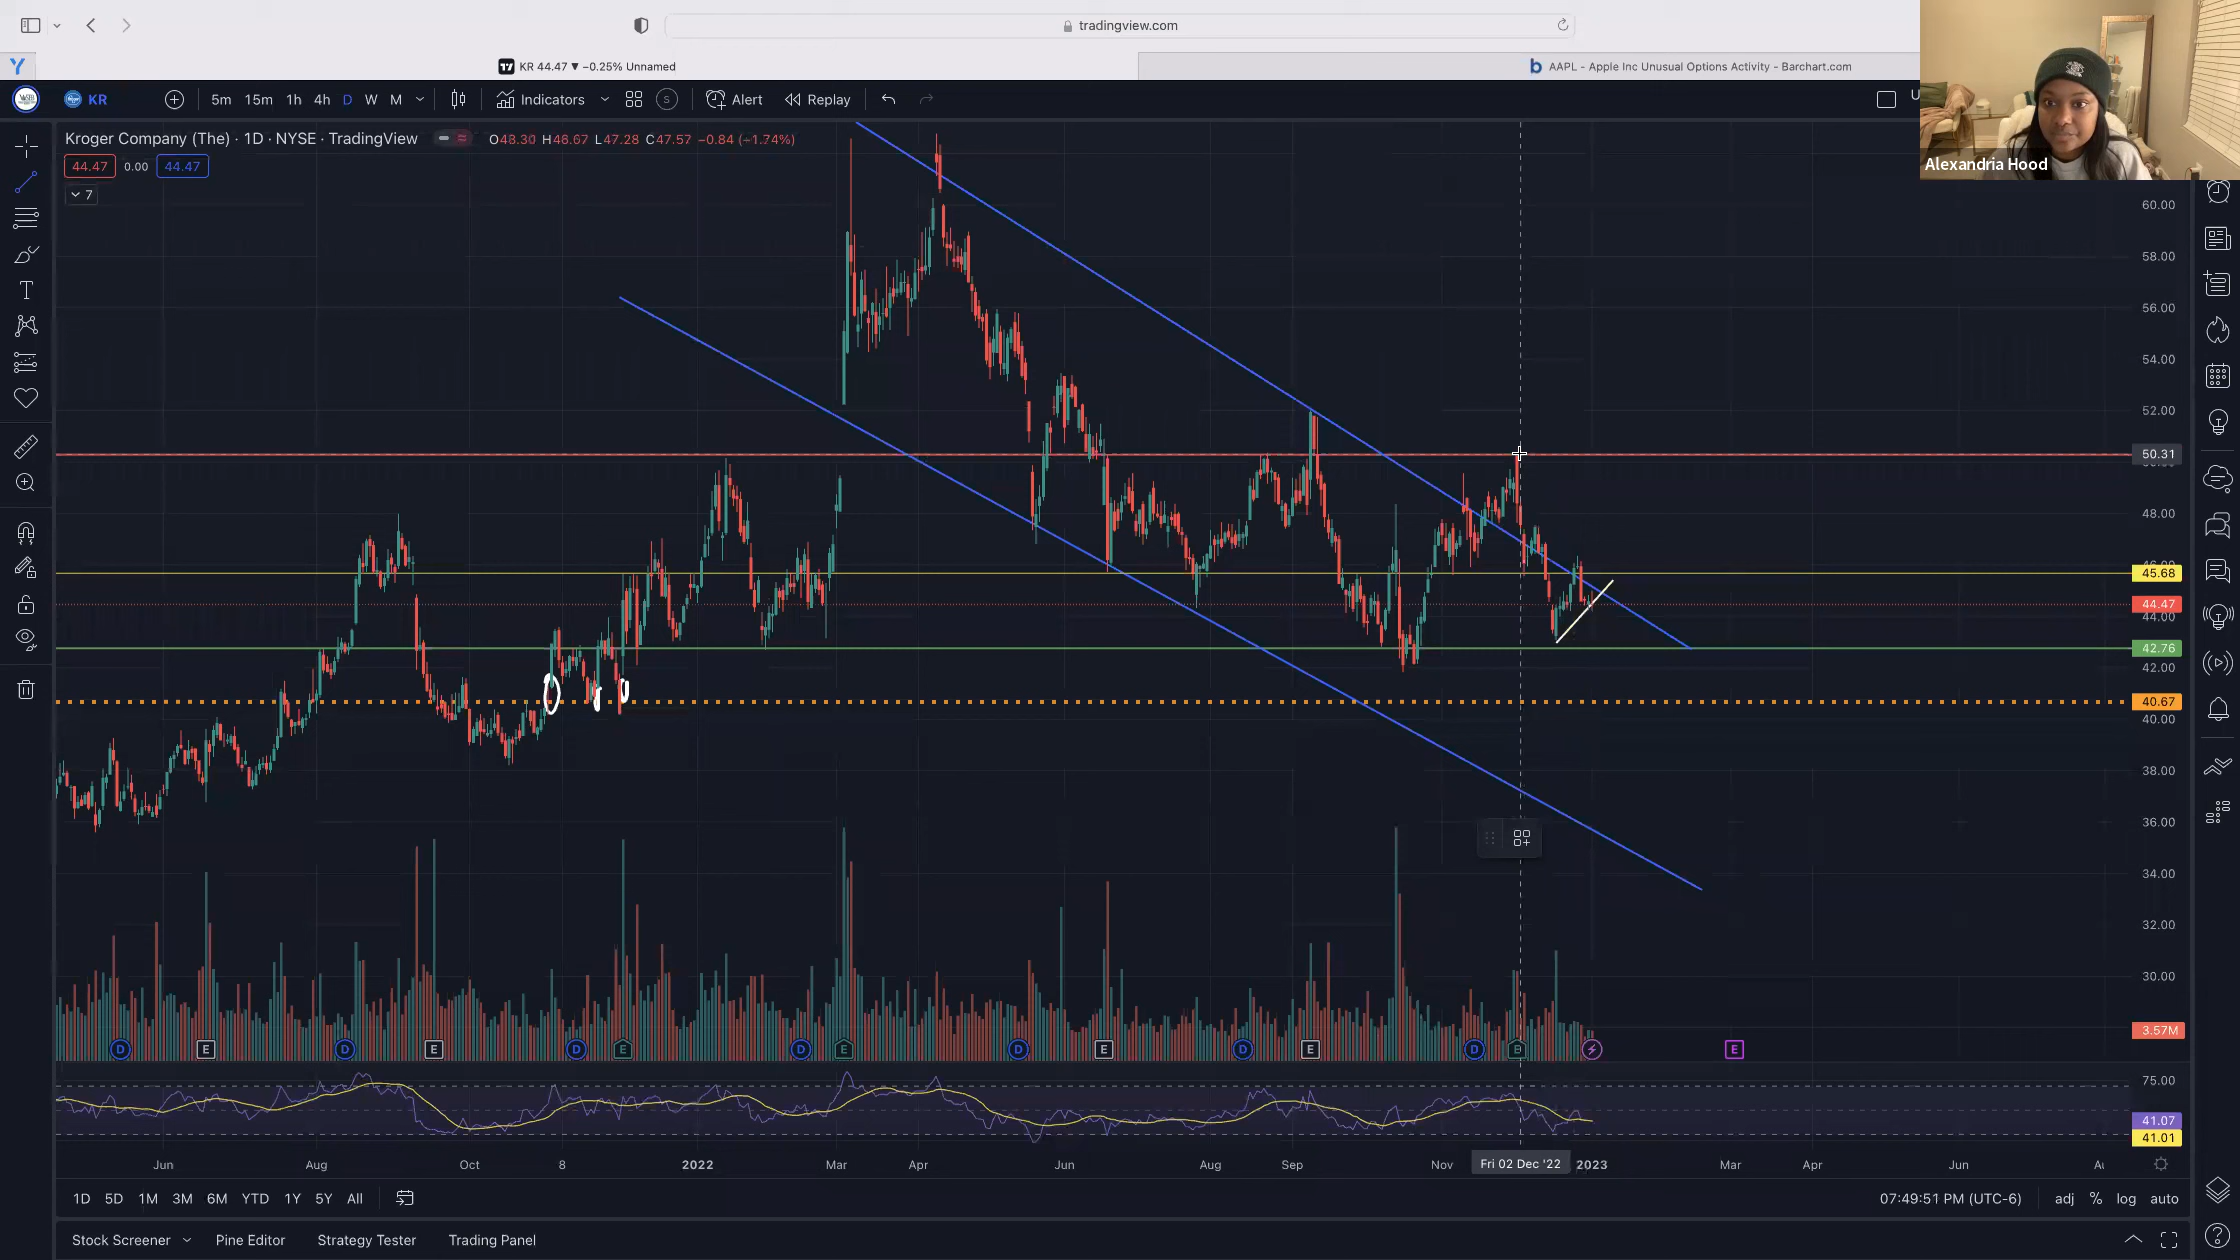 tradingview.com
KR 44.47 ▼ −0.25% Unnamed
AAPL - Apple Inc Unusual Options Activity - Barchart.com
KR
5m 15m 1h 4h D W M
Indicators
Alert
Replay
Alexandria Hood
Kroger Company (The) · 1D · NYSE · TradingView
O48.30 H48.67 L47.28 C47.57 −0.84 (−1.74%)
44.47 0.00 44.47
7
60.00
58.00
56.00
54.00
52.00
50.31
48.00
45.68
44.47
44.00
42.76
42.00
40.67
40.00
38.00
36.00
34.00
32.00
30.00
3.57M
D E D E D E D E D E D E D E
75.00
41.07
41.01
Jun Aug Oct 8 2022 Mar Apr Jun Aug Sep Nov Fri 02 Dec '22 2023 Mar Apr Jun
1D 5D 1M 3M 6M YTD 1Y 5Y All
07:49:51 PM (UTC-6) adj % log auto
Stock Screener Pine Editor Strategy Tester Trading Panel